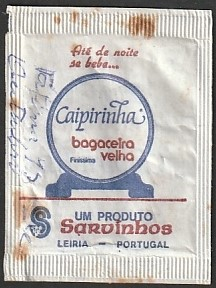 Até de noite
se bebe...
Caipirinha
bagaceira
velha
Finíssima
UM PRODUTO
Sarvinhos
LEIRIA - PORTUGAL